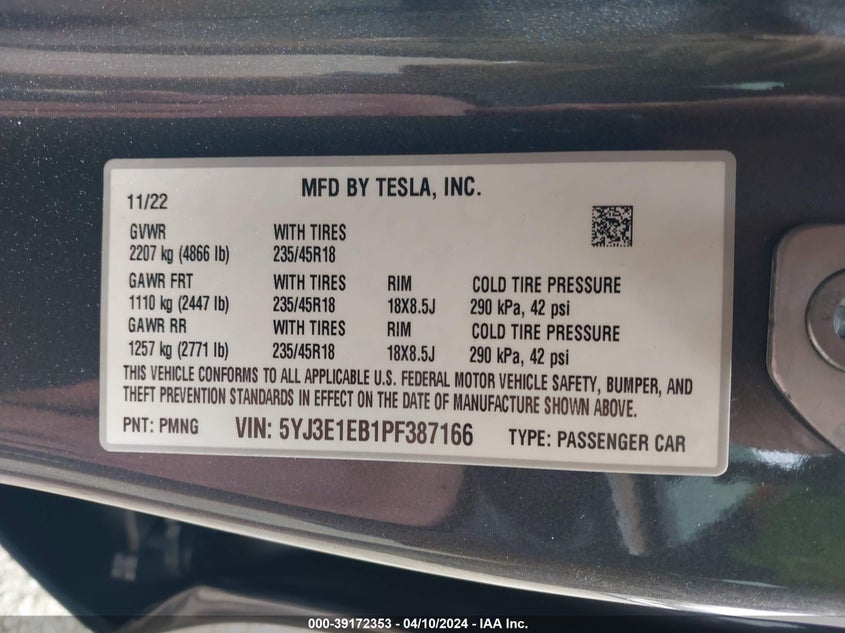 MFD BY TESLA, INC.
11/22
GVWR WITH TIRES
2207 kg (4866 lb) 235/45R18
GAWR FRT WITH TIRES RIM COLD TIRE PRESSURE
1110 kg (2447 lb) 235/45R18 18X8.5J 290 kPa, 42 psi
GAWR RR WITH TIRES RIM COLD TIRE PRESSURE
1257 kg (2771 lb) 235/45R18 18X8.5J 290 kPa, 42 psi
THIS VEHICLE CONFORMS TO ALL APPLICABLE U.S. FEDERAL MOTOR VEHICLE SAFETY, BUMPER, AND
THEFT PREVENTION STANDARDS IN EFFECT ON THE DATE OF MANUFACTURE SHOWN ABOVE.
PNT: PMNG VIN: 5YJ3E1EB1PF387166 TYPE: PASSENGER CAR
000-39172353 - 04/10/2024 - IAA Inc.